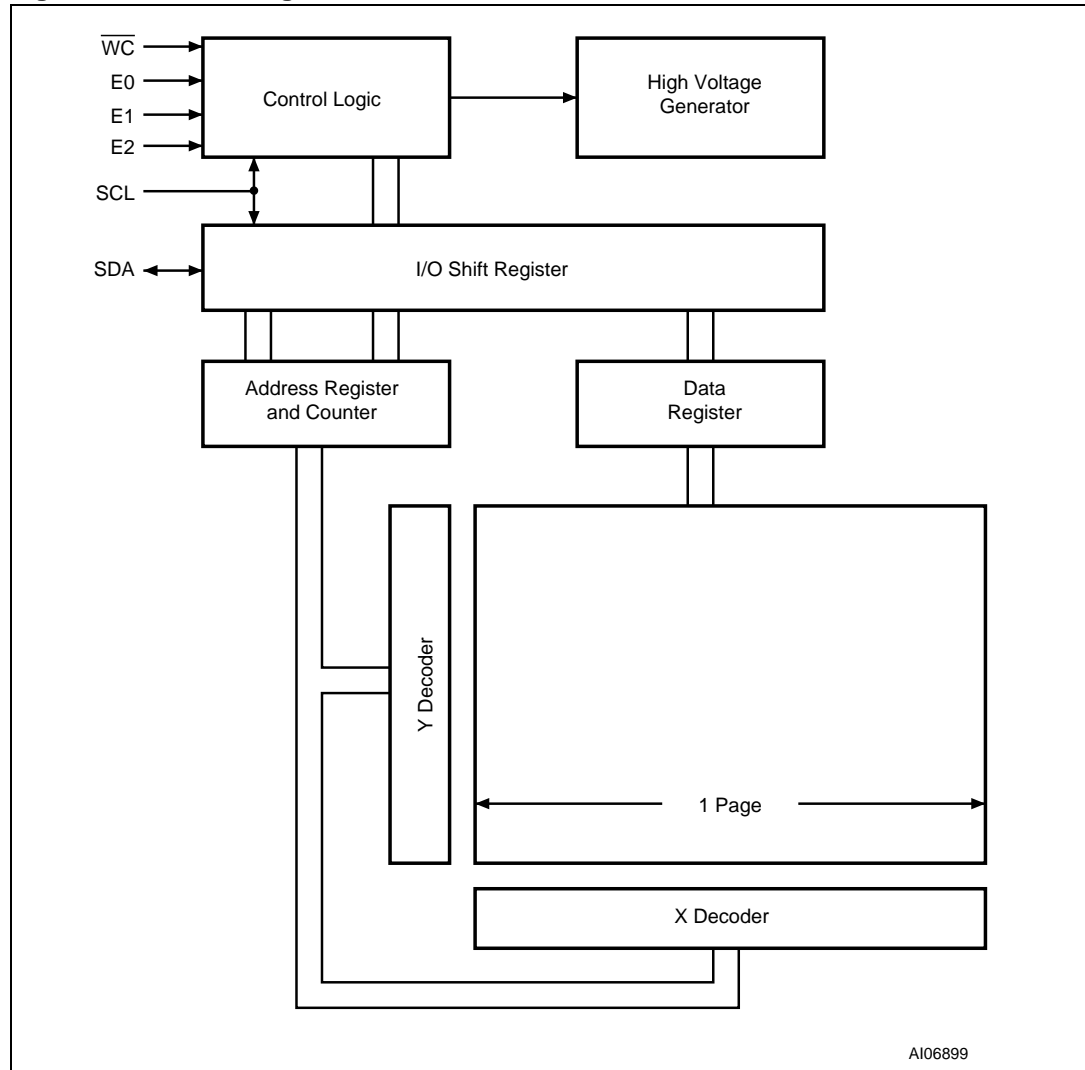 WC
E0
E1
E2
SCL
SDA
Control Logic
High Voltage
Generator
I/O Shift Register
Address Register
and Counter
Data
Register
Y Decoder
1 Page
X Decoder
AI06899